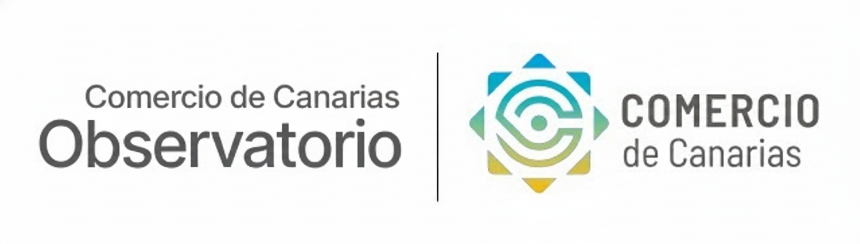 Comercio de Canarias
Observatorio
COMERCIO
de Canarias